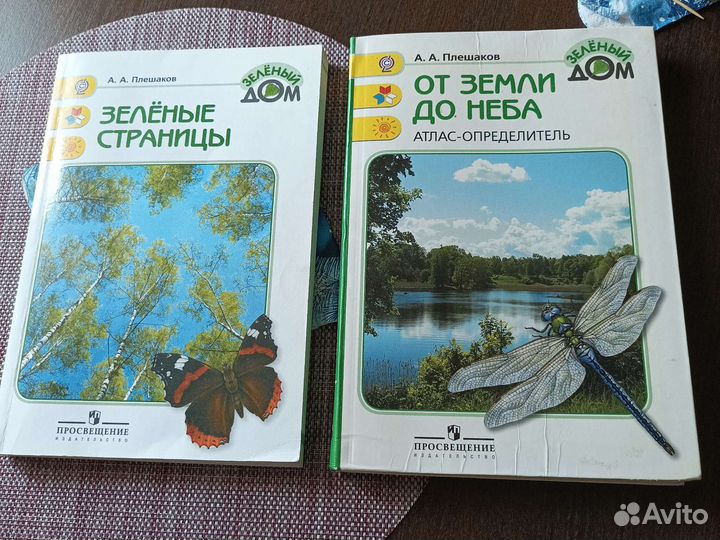 А. А. Плешаков
ЗЕЛЁНЫЙ
ДОМ
ЗЕЛЁНЫЕ
СТРАНИЦЫ
ПРОСВЕЩЕНИЕ
ИЗДАТЕЛЬСТВО
А. А. Плешаков
ЗЕЛЁНЫЙ
ДОМ
ОТ ЗЕМЛИ
ДО НЕБА
АТЛАС-ОПРЕДЕЛИТЕЛЬ
ПРОСВЕЩЕНИЕ
ИЗДАТЕЛЬСТВО
Avito